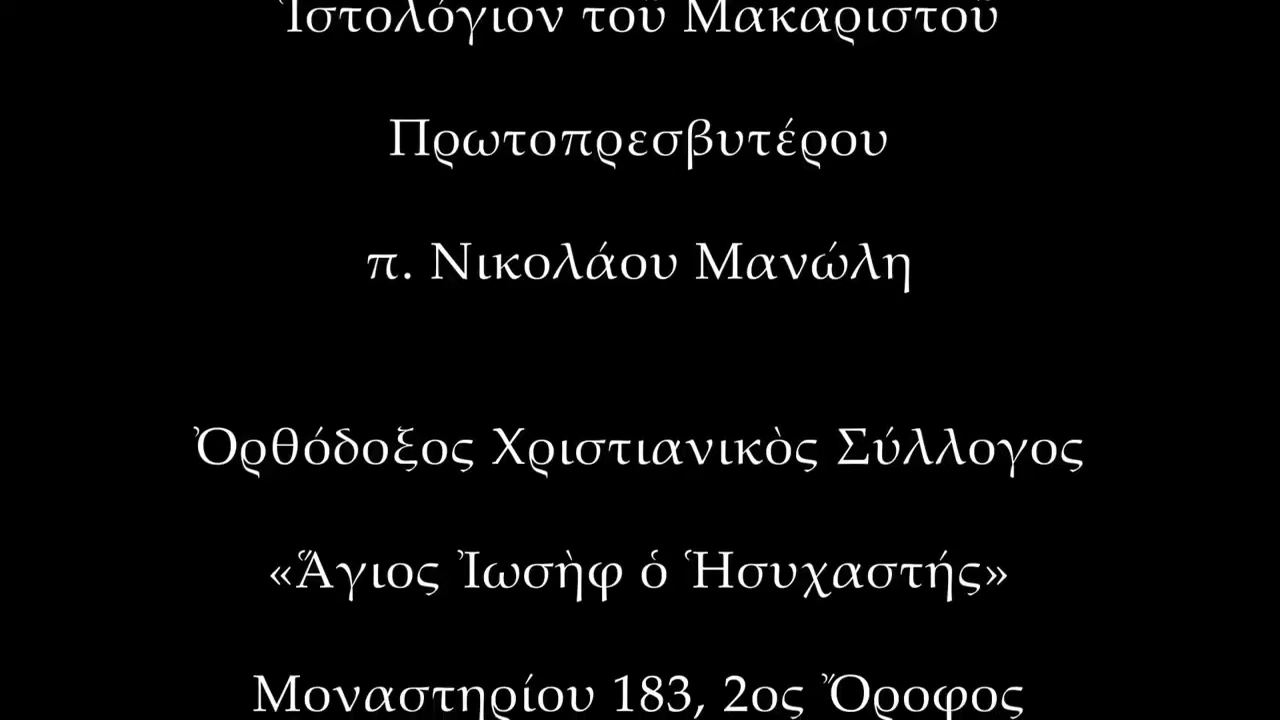 Ἱστολόγιον τοῦ Μακαριστοῦ
Πρωτοπρεσβυτέρου
π. Νικολάου Μανώλη
Ὀρθόδοξος Χριστιανικὸς Σύλλογος
«Ἅγιος Ἰωσὴφ ὁ Ἡσυχαστής»
Μοναστηρίου 183, 2ος Ὄροφος